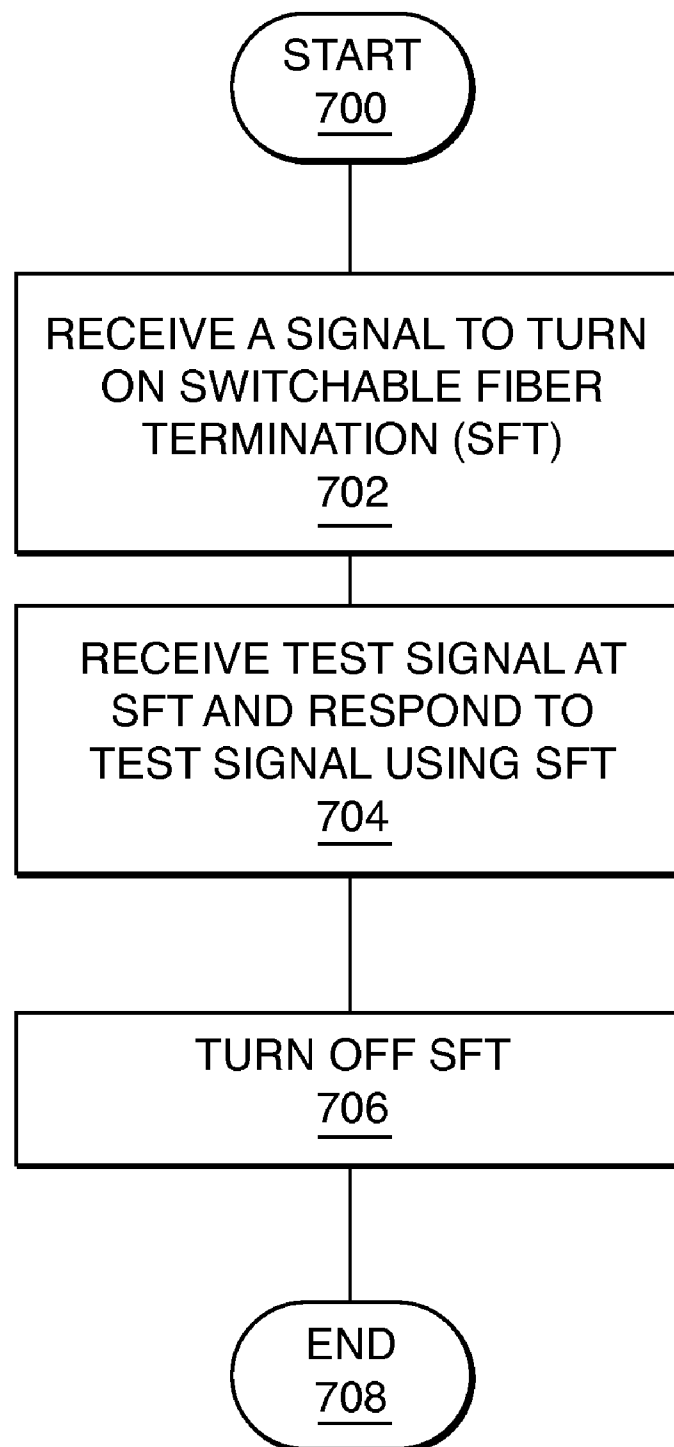 START
700
RECEIVE A SIGNAL TO TURN
ON SWITCHABLE FIBER
TERMINATION (SFT)
702
RECEIVE TEST SIGNAL AT
SFT AND RESPOND TO
TEST SIGNAL USING SFT
704
TURN OFF SFT
706
END
708